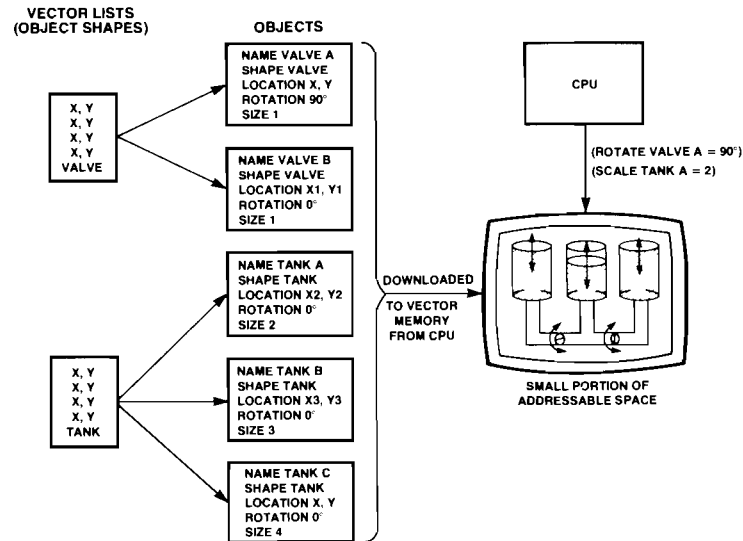 VECTOR LISTS
(OBJECT SHAPES)
OBJECTS
X, Y
X, Y
X, Y
X, Y
VALVE
NAME VALVE A
SHAPE VALVE
LOCATION X, Y
ROTATION 90°
SIZE 1
NAME VALVE B
SHAPE VALVE
LOCATION X1, Y1
ROTATION 0°
SIZE 1
X, Y
X, Y
X, Y
X, Y
TANK
NAME TANK A
SHAPE TANK
LOCATION X2, Y2
ROTATION 0°
SIZE 2
NAME TANK B
SHAPE TANK
LOCATION X3, Y3
ROTATION 0°
SIZE 3
NAME TANK C
SHAPE TANK
LOCATION X, Y
ROTATION 0°
SIZE 4
DOWNLOADED
TO VECTOR
MEMORY
FROM CPU
CPU
(ROTATE VALVE A = 90°)
(SCALE TANK A = 2)
SMALL PORTION OF
ADDRESSABLE SPACE